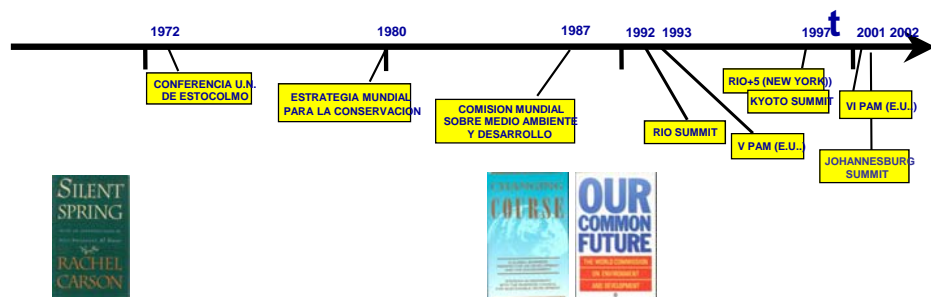 t
1972
1980
1987
1992 1993
1997
2001 2002
CONFERENCIA U.N.
DE ESTOCOLMO
ESTRATEGIA MUNDIAL
PARA LA CONSERVACION
COMISION MUNDIAL
SOBRE MEDIO AMBIENTE
Y DESARROLLO
RIO SUMMIT
V PAM (E.U..)
RIO+5 (NEW YORK))
KYOTO SUMMIT
VI PAM (E.U..)
JOHANNESBURG
SUMMIT
SILENT
SPRING
RACHEL
CARSON
CHANGING
COURSE
OUR
COMMON
FUTURE
THE WORLD COMMISSION
ON ENVIRONMENT
AND DEVELOPMENT